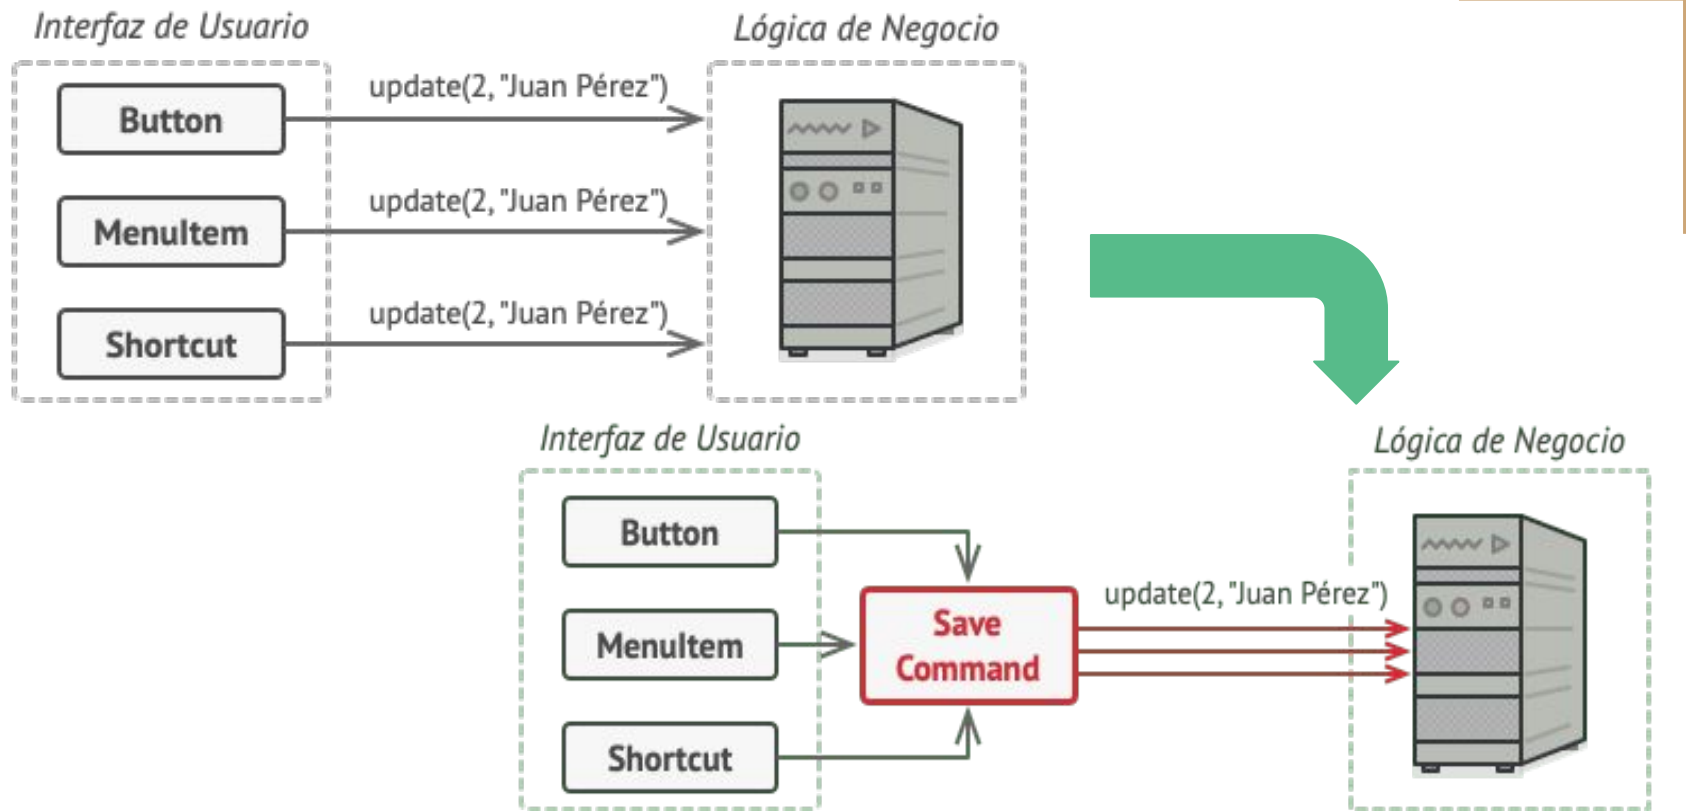 Interfaz de Usuario
Lógica de Negocio
Button
update(2, "Juan Pérez")
MenuItem
update(2, "Juan Pérez")
Shortcut
update(2, "Juan Pérez")
Interfaz de Usuario
Lógica de Negocio
Button
MenuItem
Shortcut
Save
Command
update(2, "Juan Pérez")